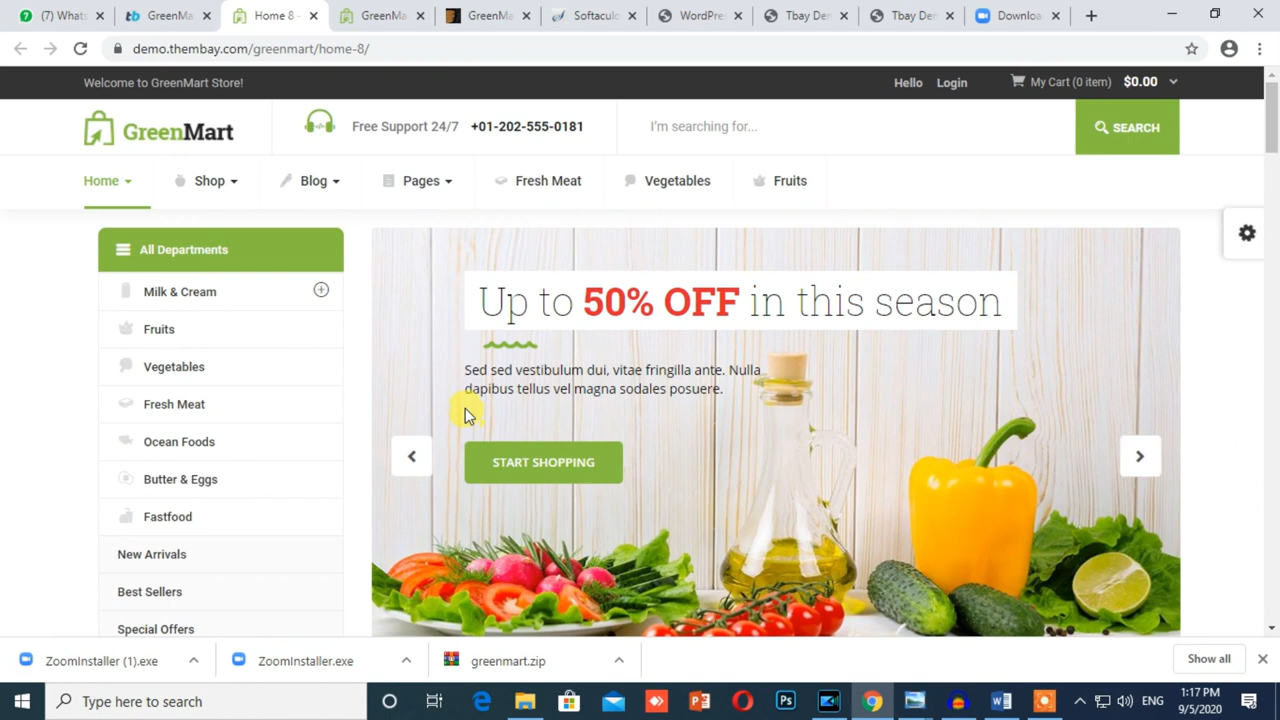 (7) Whats
GreenMa
Home 8 -
GreenMa
GreenMa
Softacul
WordPres
Tbay Der
Tbay Der
Downloa
demo.thembay.com/greenmart/home-8/
Welcome to GreenMart Store!
Hello
Login
My Cart (0 item)
$0.00
GreenMart
Free Support 24/7
+01-202-555-0181
I'm searching for...
SEARCH
Home
Shop
Blog
Pages
Fresh Meat
Vegetables
Fruits
All Departments
Milk & Cream
Fruits
Vegetables
Fresh Meat
Ocean Foods
Butter & Eggs
Fastfood
New Arrivals
Best Sellers
Special Offers
Up to 50% OFF in this season
Sed sed vestibulum dui, vitae fringilla ante. Nulla
dapibus tellus vel magna sodales posuere.
START SHOPPING
ZoomInstaller (1).exe
ZoomInstaller.exe
greenmart.zip
Show all
Type here to search
ENG
1:17 PM
9/5/2020